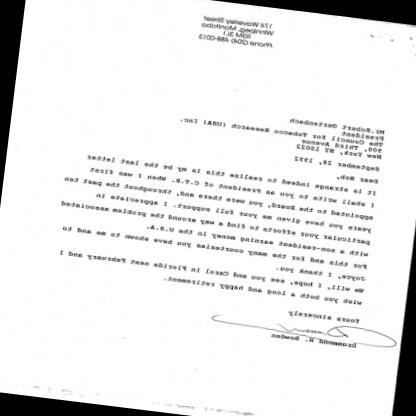 174 Waverley Street
Winnipeg, Manitoba
R3M 3L1
Phone (204) 488-0013
Mr. Robert Gertenbach
President
The Council for Tobacco Research (USA) Inc.
900, Third Avenue
New York, NY 10022
September 28, 1992
Dear Bob,
It is strange indeed to realize this is my be the last letter
I shall write to you as President of C.T.R. When I was first
appointed to the Board, you were there and, throughout the past ten
years you have given me your full support. I appreciate in
particular your efforts to find a way around the problem associated
with a non-resident earning money in the U.S.A.
For this and for the many courtesies you have shown to me and to
Joyce, I thank you.
We will, I hope, see you and Carol in Florida next February and I
wish you both a long and happy retirement.
Yours sincerely
Drummond H. Bowden